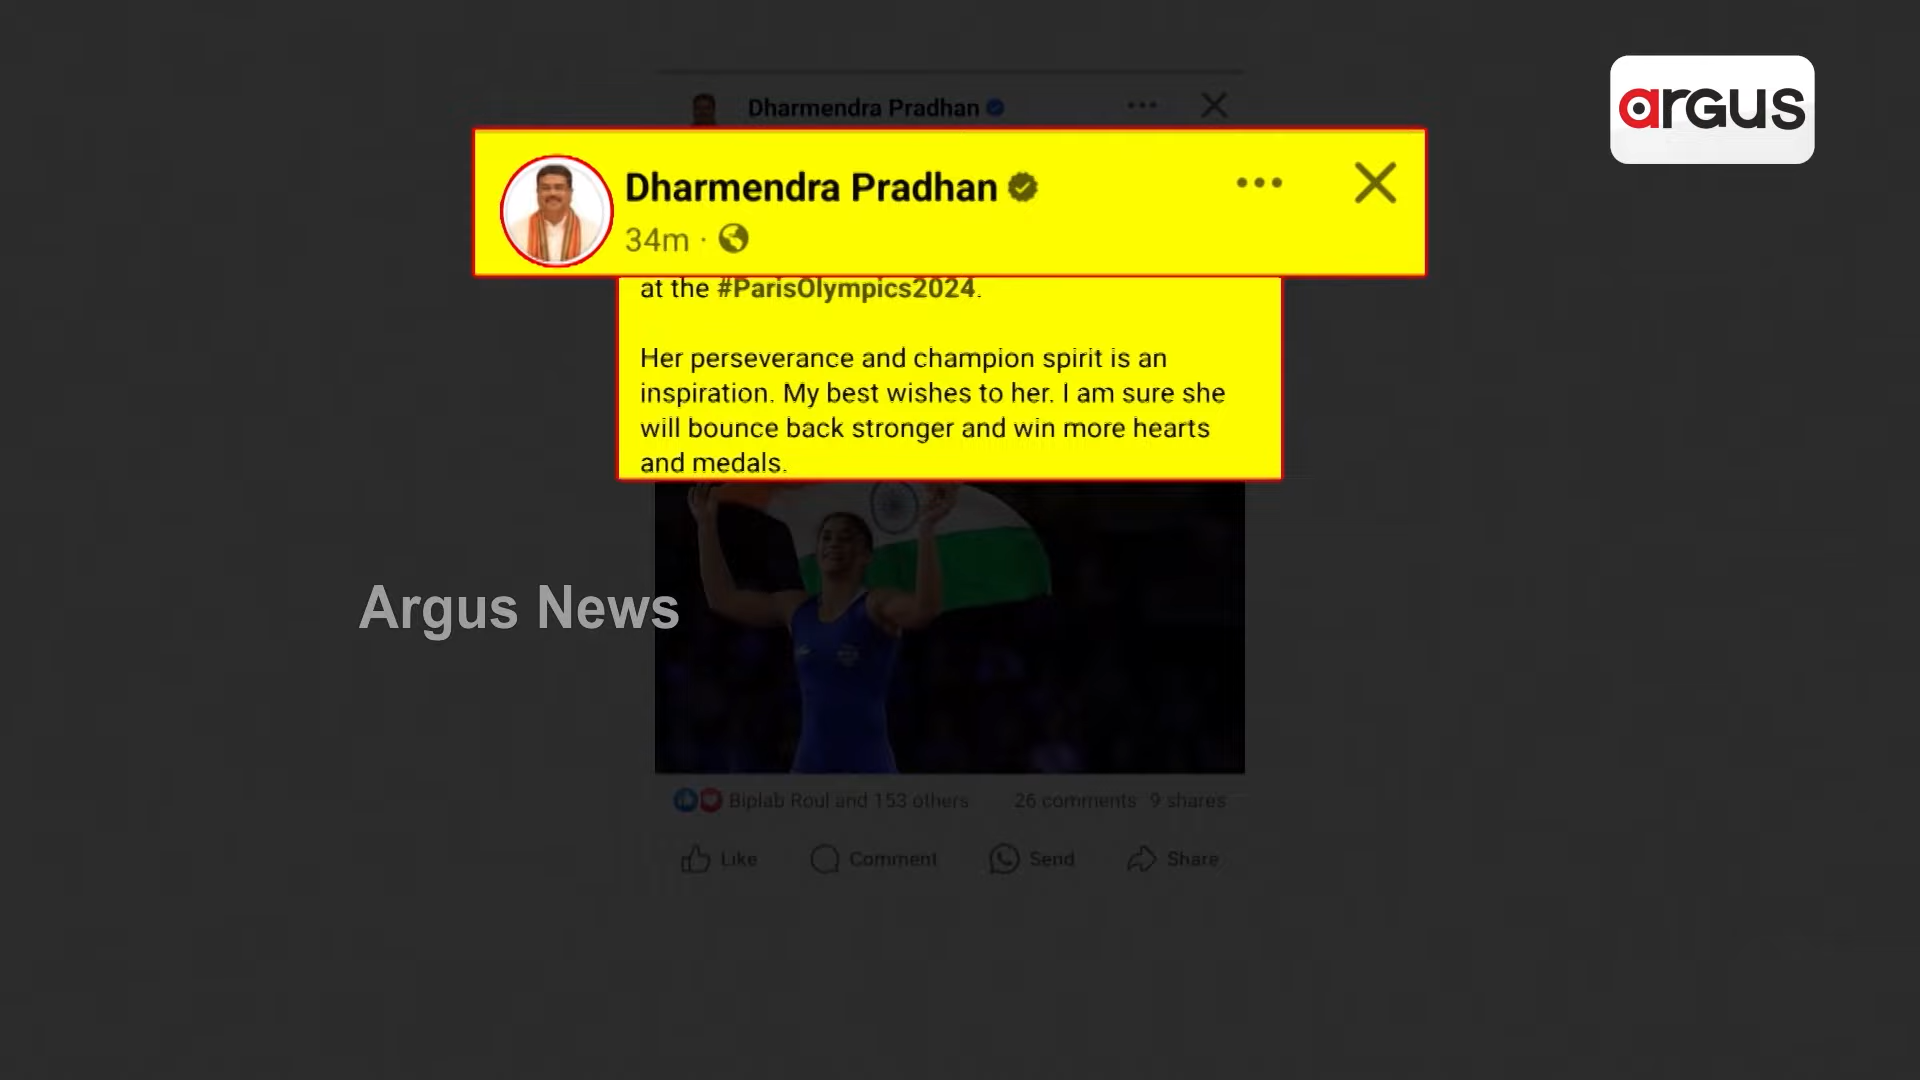 Dharmendra Pradhan
argus
Dharmendra Pradhan
34m ·
at the #ParisOlympics2024.
Her perseverance and champion spirit is an
inspiration. My best wishes to her. I am sure she
will bounce back stronger and win more hearts
and medals.
Argus News
Biplab Roul and 153 others 26 comments 9 shares
Like Comment Send Share